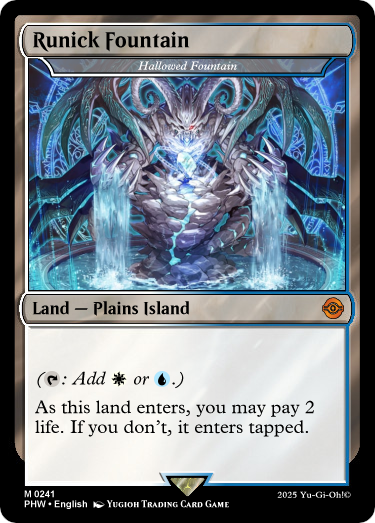 Runick Fountain
Hallowed Fountain
Land — Plains Island
(: Add or .)
As this land enters, you may pay 2
life. If you don't, it enters tapped.
M 0241
PHW • English Yugioh Trading Card Game
2025 Yu-Gi-Oh!©